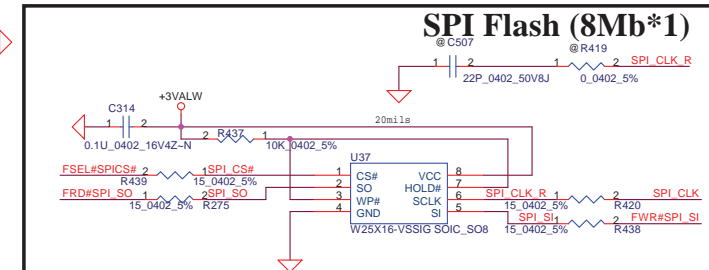 SPI Flash (8Mb*1)
@ C507
@ R419
1 2 1 2 SPI_CLK_R
22P_0402_50V8J 0_0402_5%
+3VALW
C314
1 2
0.1U_0402_16V4Z~N
20mils
2 R437 1
10K_0402_5%
U37
FSEL#SPICS# 2 1 SPI_CS# 1 CS# VCC 8
R439 15_0402_5% 2 SO HOLD# 7
FRD#SPI_SO 1 2 SPI_SO 3 WP# SCLK 6 SPI_CLK_R 1 2 SPI_CLK
15_0402_5% R275 4 GND SI 5 15_0402_5% R420
SPI_SI 1 2 FWR#SPI_SI
W25X16-VSSIG SOIC_SO8 15_0402_5% R438